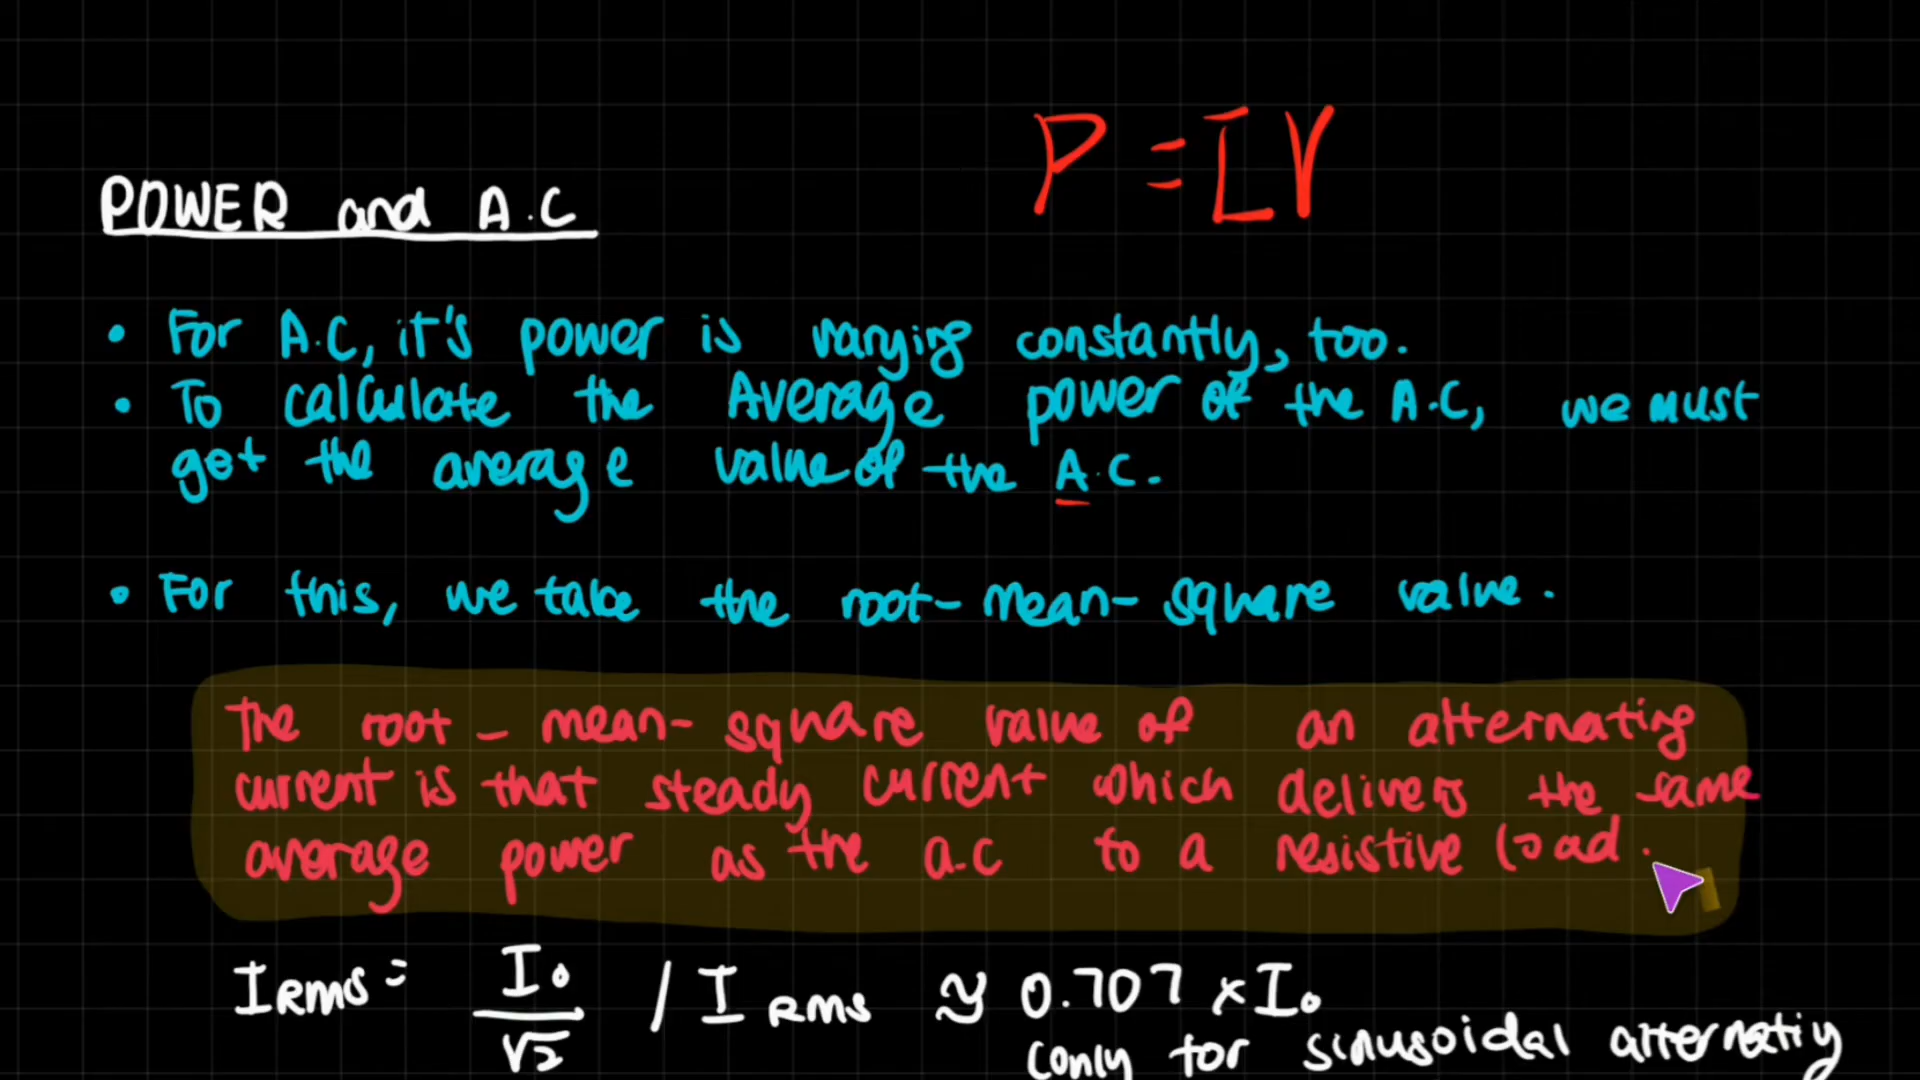 P = IV
POWER and A.C
• For A.C, it's power is varying constantly, too.
• To calculate the Average power of the A.C, we must
get the average value of the A.C.
• For this, we take the root-mean-square value.
The root-mean-square value of an alternating
current is that steady current which delivers the same
average power as the a.c to a resistive load.
IRMS = I₀/√2 / IRMS ≈ 0.707 × I₀
(only for sinusoidal